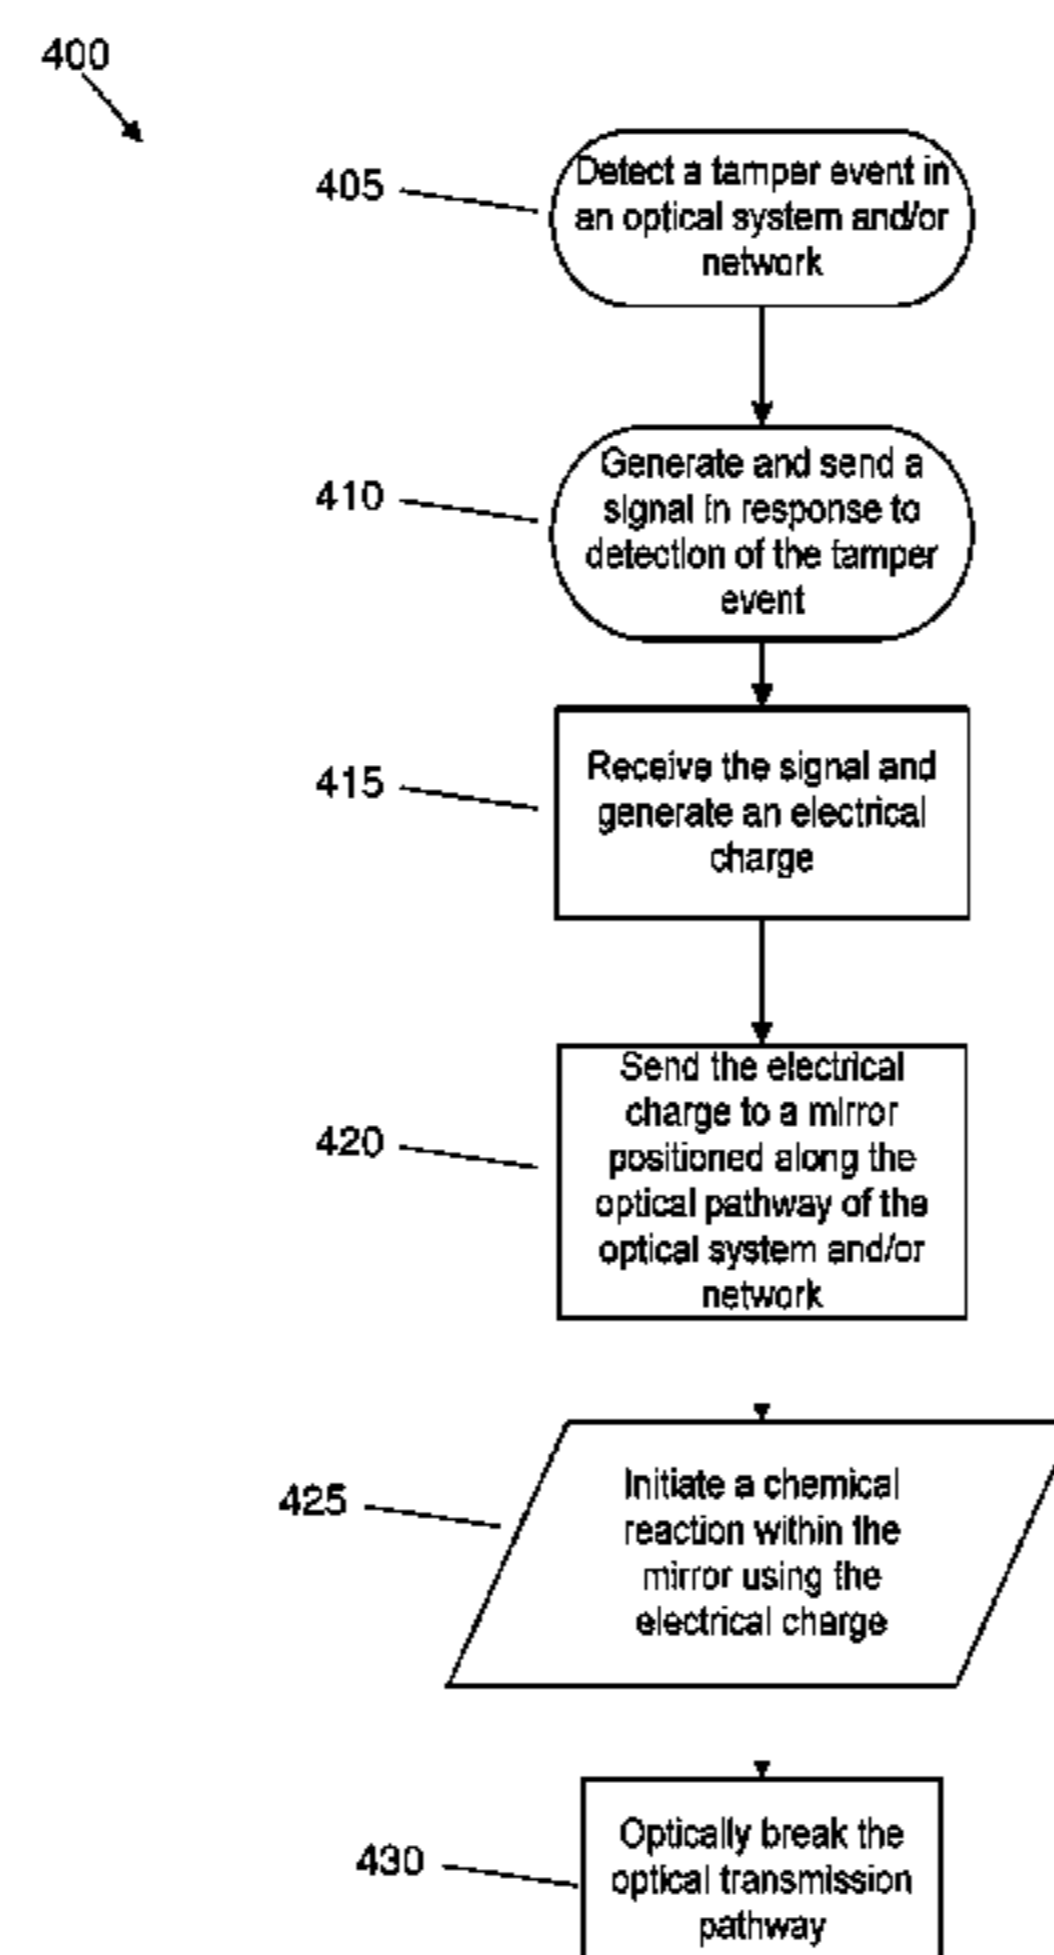 400
405
Detect a tamper event in
an optical system and/or
network
410
Generate and send a
signal in response to
detection of the tamper
event
415
Receive the signal and
generate an electrical
charge
420
Send the electrical
charge to a mirror
positioned along the
optical pathway of the
optical system and/or
network
425
Initiate a chemical
reaction within the
mirror using the
electrical charge
430
Optically break the
optical transmission
pathway